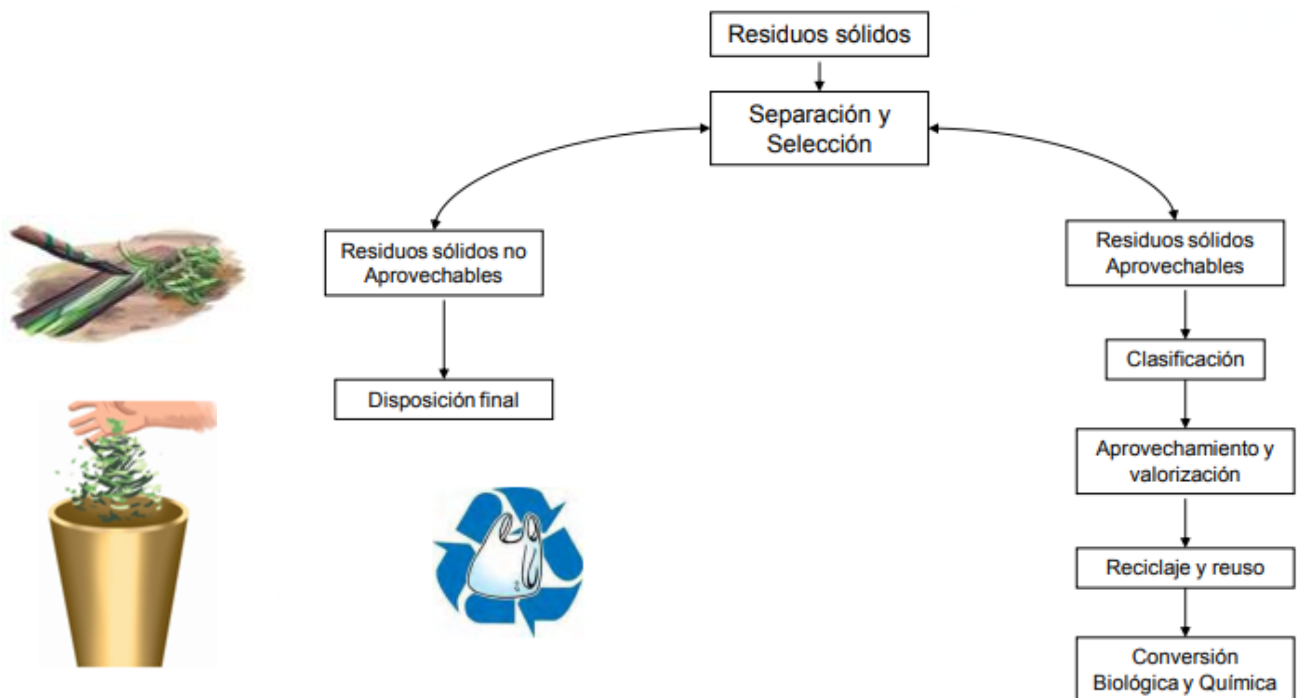 Residuos sólidos
Separación y
Selección
Residuos sólidos no
Aprovechables
Disposición final
Residuos sólidos
Aprovechables
Clasificación
Aprovechamiento y
valorización
Reciclaje y reuso
Conversión
Biológica y Química